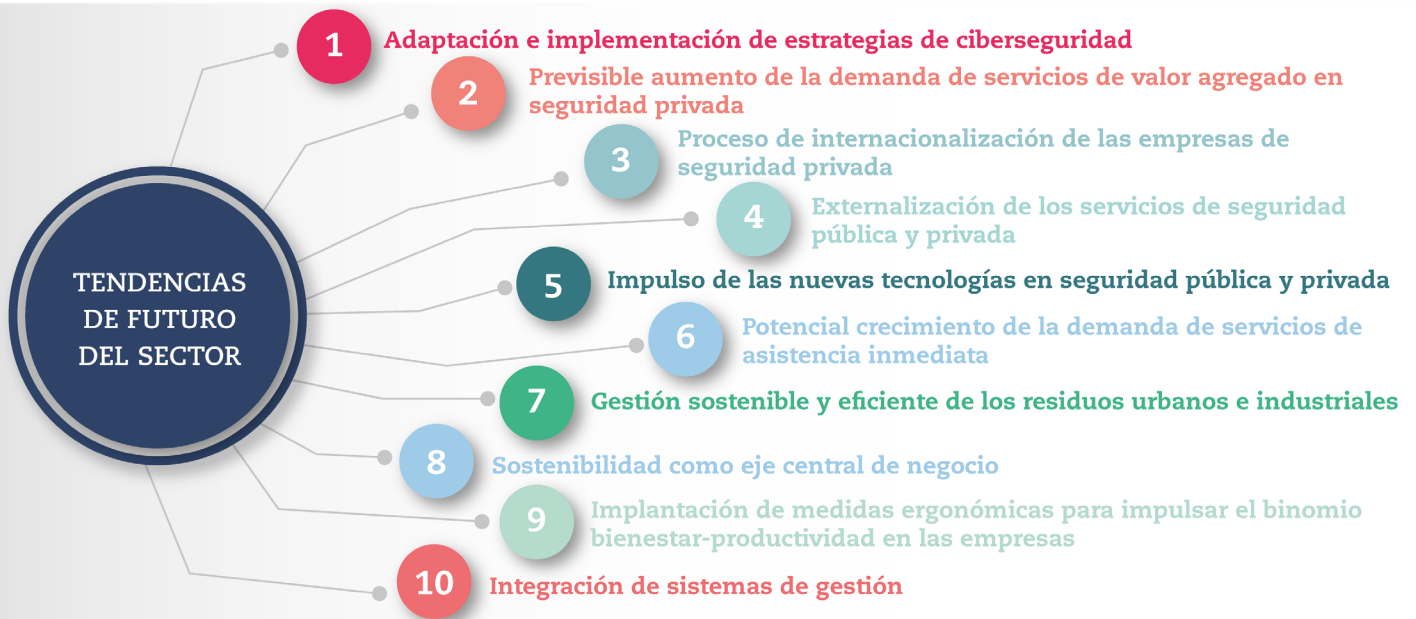 TENDENCIAS
DE FUTURO
DEL SECTOR
1
Adaptación e implementación de estrategias de ciberseguridad
2
Previsible aumento de la demanda de servicios de valor agregado en
seguridad privada
3
Proceso de internacionalización de las empresas de
seguridad privada
4
Externalización de los servicios de seguridad
pública y privada
5
Impulso de las nuevas tecnologías en seguridad pública y privada
6
Potencial crecimiento de la demanda de servicios de
asistencia inmediata
7
Gestión sostenible y eficiente de los residuos urbanos e industriales
8
Sostenibilidad como eje central de negocio
9
Implantación de medidas ergonómicas para impulsar el binomio
bienestar-productividad en las empresas
10
Integración de sistemas de gestión